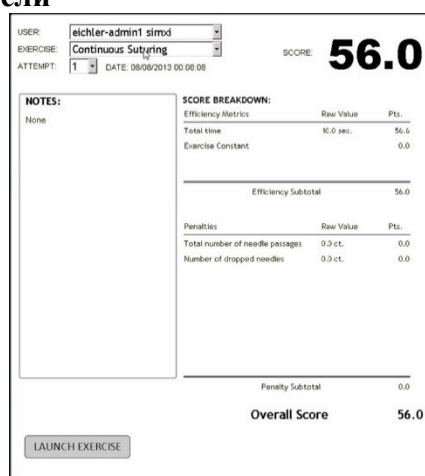 сли
USER: eichler-admin1 simxi
EXERCISE: Continuous Suturing
ATTEMPT: 1 DATE: 08/08/2013 00:08:08
SCORE: 56.0
NOTES:
None
SCORE BREAKDOWN:
Efficiency Metrics Raw Value Pts.
Total time 10.0 sec. 56.6
Exercise Constant 0.0
Efficiency Subtotal 56.0
Penalties Raw Value Pts.
Total number of needle passages 0.0 ct. 0.0
Number of dropped needles 0.0 ct. 0.0
Penalty Subtotal 0.0
Overall Score 56.0
LAUNCH EXERCISE